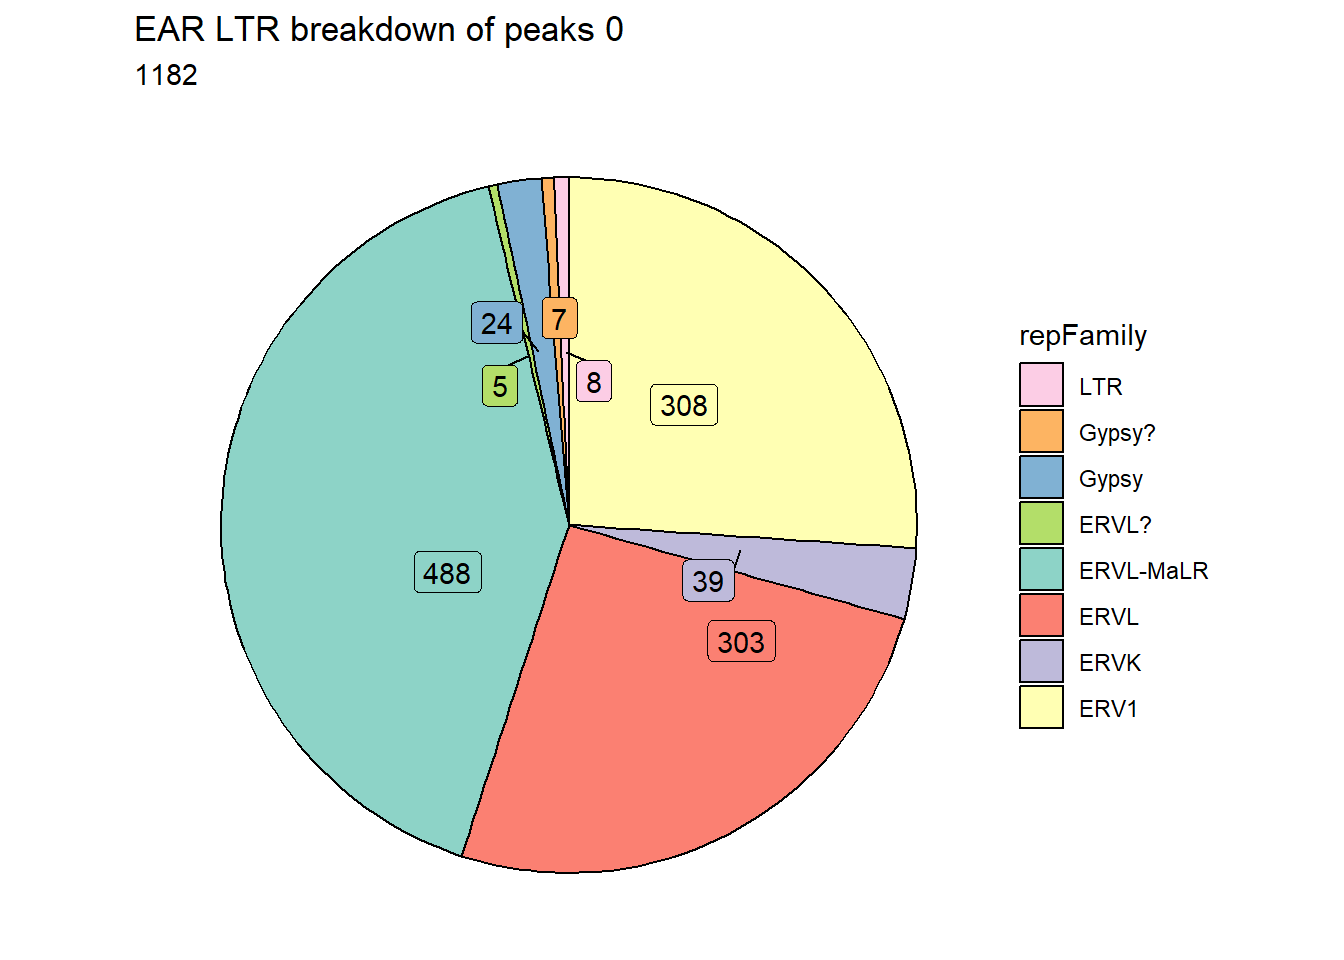 EAR LTR breakdown of peaks 0
1182
24
7
5
8
308
488
39
303
repFamily
LTR
Gypsy?
Gypsy
ERVL?
ERVL-MaLR
ERVL
ERVK
ERV1